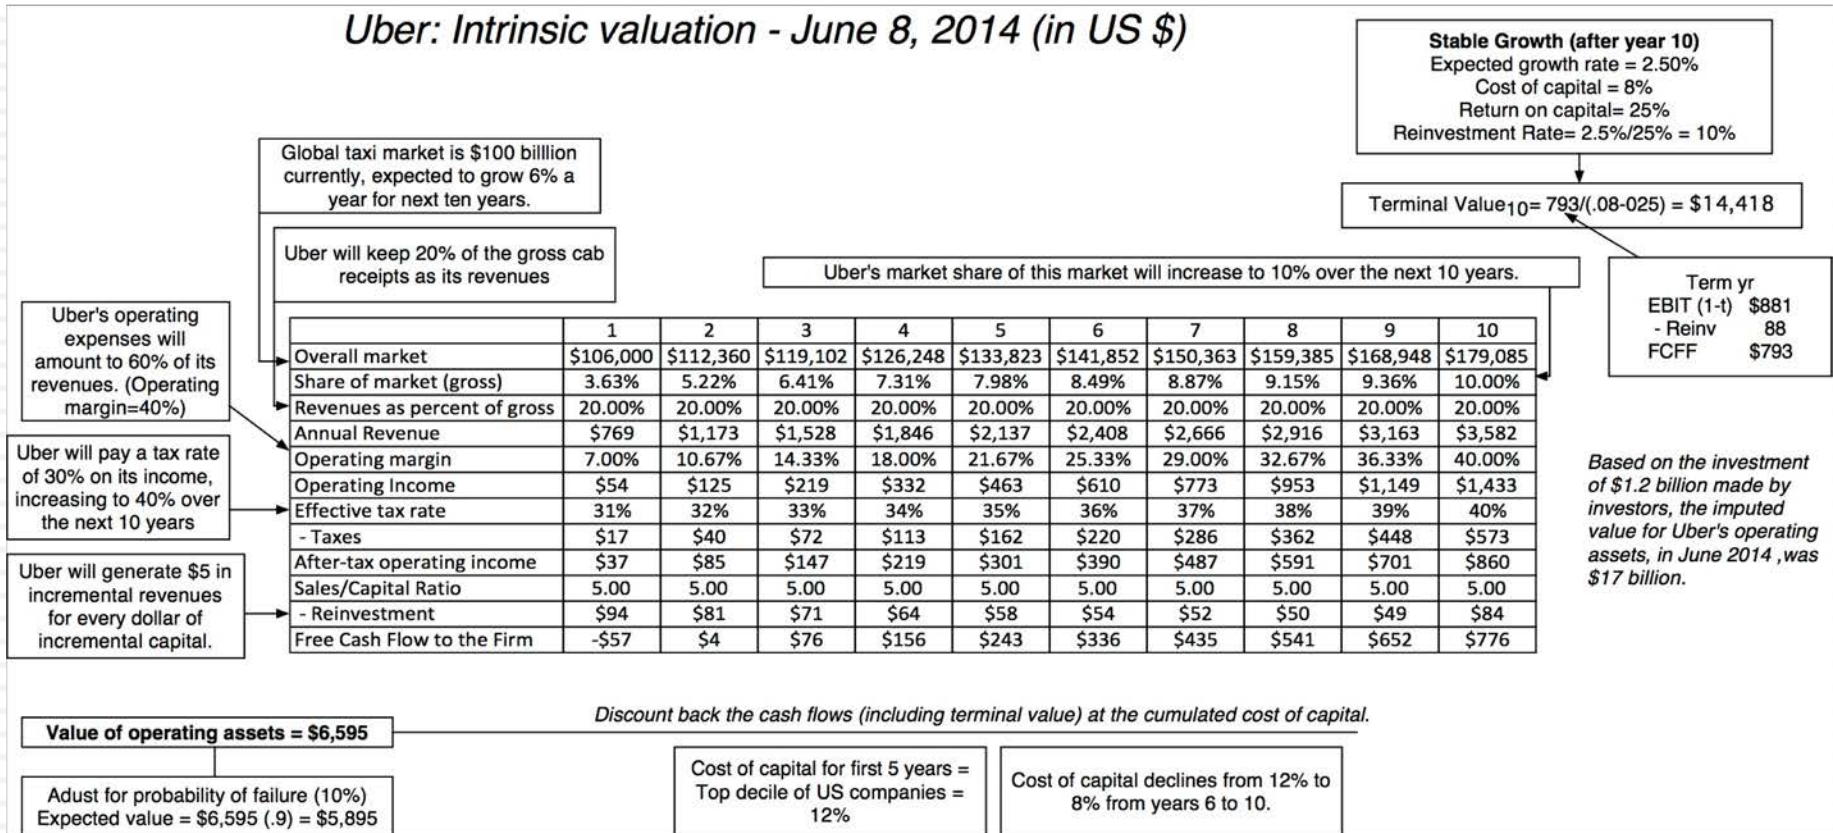 Uber: Intrinsic valuation - June 8, 2014 (in US $)
Stable Growth (after year 10)
Expected growth rate = 2.50%
Cost of capital = 8%
Return on capital= 25%
Reinvestment Rate= 2.5%/25% = 10%
Terminal Value10= 793/(.08-025) = $14,418
Term yr
EBIT (1-t) $881
- Reinv 88
FCFF $793
Global taxi market is $100 billlion
currently, expected to grow 6% a
year for next ten years.
Uber will keep 20% of the gross cab
receipts as its revenues
Uber's market share of this market will increase to 10% over the next 10 years.
Uber's operating
expenses will
amount to 60% of its
revenues. (Operating
margin=40%)
Uber will pay a tax rate
of 30% on its income,
increasing to 40% over
the next 10 years
Uber will generate $5 in
incremental revenues
for every dollar of
incremental capital.
1 2 3 4 5 6 7 8 9 10
Overall market $106,000 $112,360 $119,102 $126,248 $133,823 $141,852 $150,363 $159,385 $168,948 $179,085
Share of market (gross) 3.63% 5.22% 6.41% 7.31% 7.98% 8.49% 8.87% 9.15% 9.36% 10.00%
Revenues as percent of gross 20.00% 20.00% 20.00% 20.00% 20.00% 20.00% 20.00% 20.00% 20.00% 20.00%
Annual Revenue $769 $1,173 $1,528 $1,846 $2,137 $2,408 $2,666 $2,916 $3,163 $3,582
Operating margin 7.00% 10.67% 14.33% 18.00% 21.67% 25.33% 29.00% 32.67% 36.33% 40.00%
Operating Income $54 $125 $219 $332 $463 $610 $773 $953 $1,149 $1,433
Effective tax rate 31% 32% 33% 34% 35% 36% 37% 38% 39% 40%
- Taxes $17 $40 $72 $113 $162 $220 $286 $362 $448 $573
After-tax operating income $37 $85 $147 $219 $301 $390 $487 $591 $701 $860
Sales/Capital Ratio 5.00 5.00 5.00 5.00 5.00 5.00 5.00 5.00 5.00 5.00
- Reinvestment $94 $81 $71 $64 $58 $54 $52 $50 $49 $84
Free Cash Flow to the Firm -$57 $4 $76 $156 $243 $336 $435 $541 $652 $776
Based on the investment
of $1.2 billion made by
investors, the imputed
value for Uber's operating
assets, in June 2014 ,was
$17 billion.
Discount back the cash flows (including terminal value) at the cumulated cost of capital.
Value of operating assets = $6,595
Adust for probability of failure (10%)
Expected value = $6,595 (.9) = $5,895
Cost of capital for first 5 years =
Top decile of US companies =
12%
Cost of capital declines from 12% to
8% from years 6 to 10.